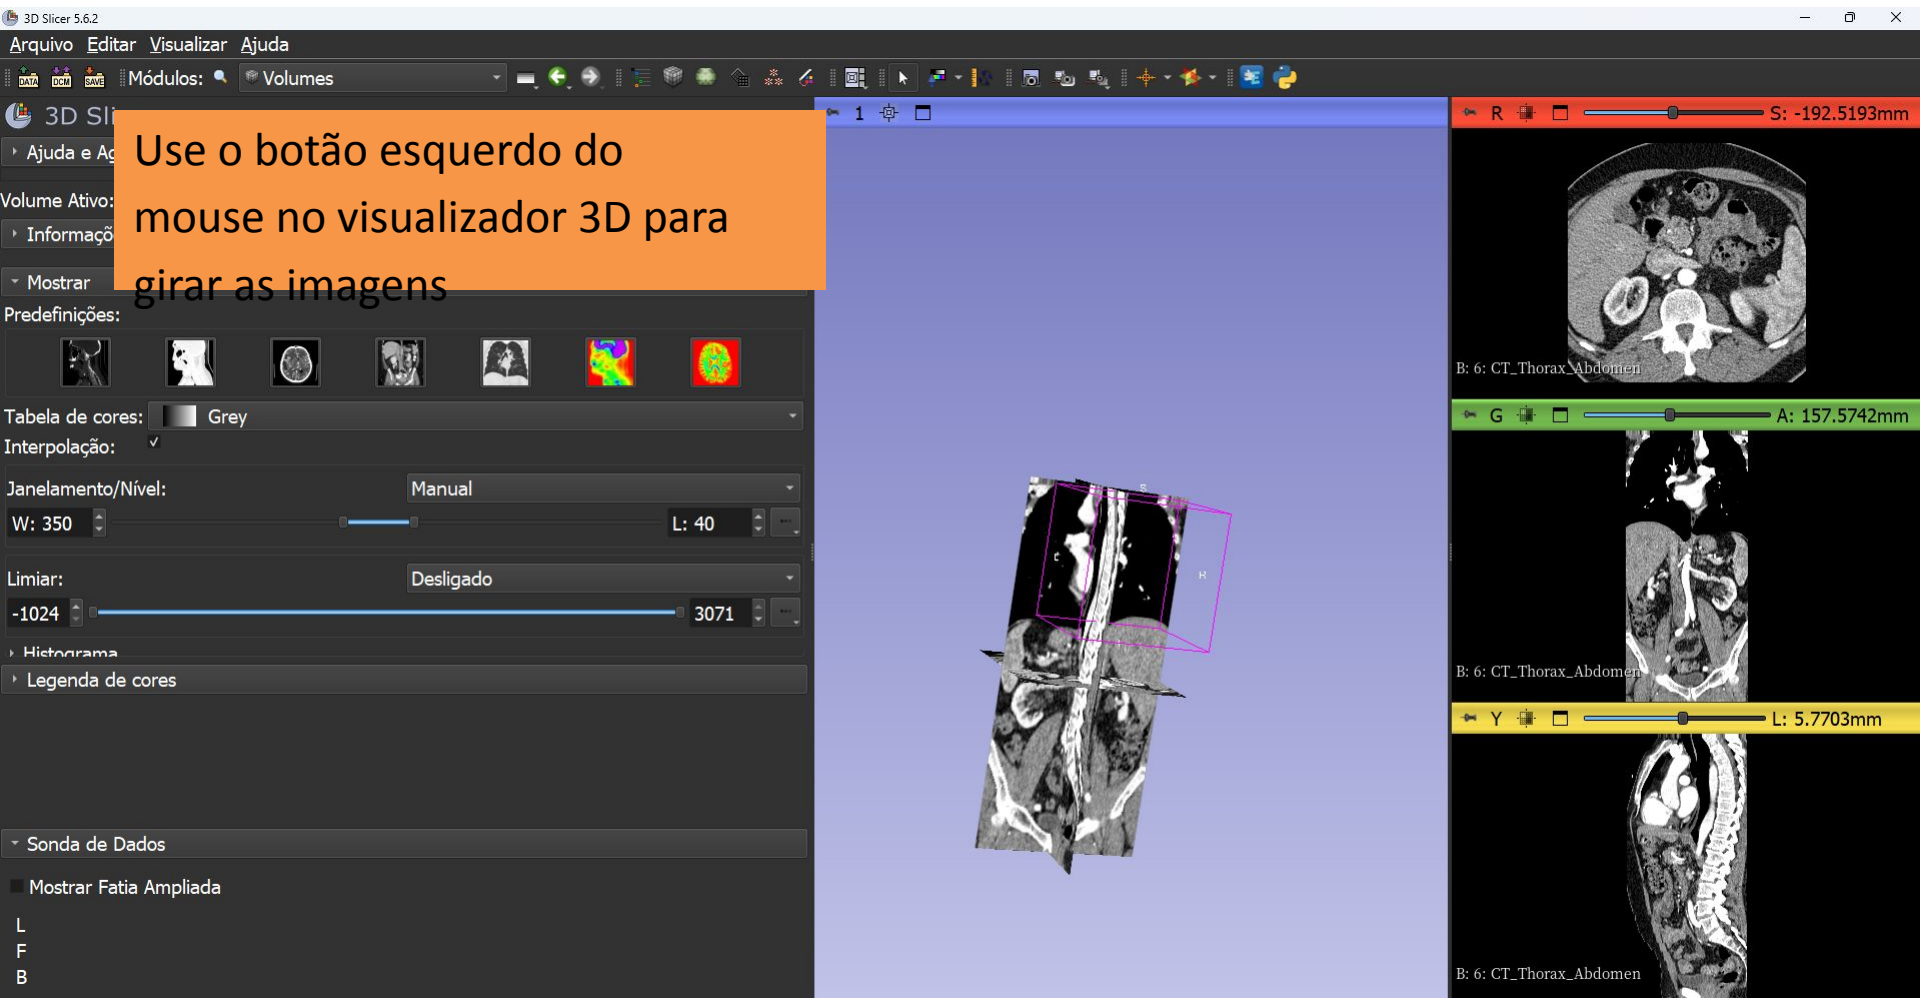 3D Slicer 5.6.2
Arquivo Editar Visualizar Ajuda
DATA DCM SAVE Módulos: Volumes
3D Sli
Ajuda e Ag
Use o botão esquerdo do
mouse no visualizador 3D para
girar as imagens
Volume Ativo:
Informaçõ
Mostrar
Predefinições:
Tabela de cores: Grey
Interpolação:
Janelamento/Nível: Manual
W: 350 L: 40
Limiar: Desligado
-1024 3071
Histograma
Legenda de cores
Sonda de Dados
Mostrar Fatia Ampliada
L
F
B
1
S
R
R S: -192.5193mm
B: 6: CT_Thorax_Abdomen
G A: 157.5742mm
B: 6: CT_Thorax_Abdomen
Y L: 5.7703mm
B: 6: CT_Thorax_Abdomen